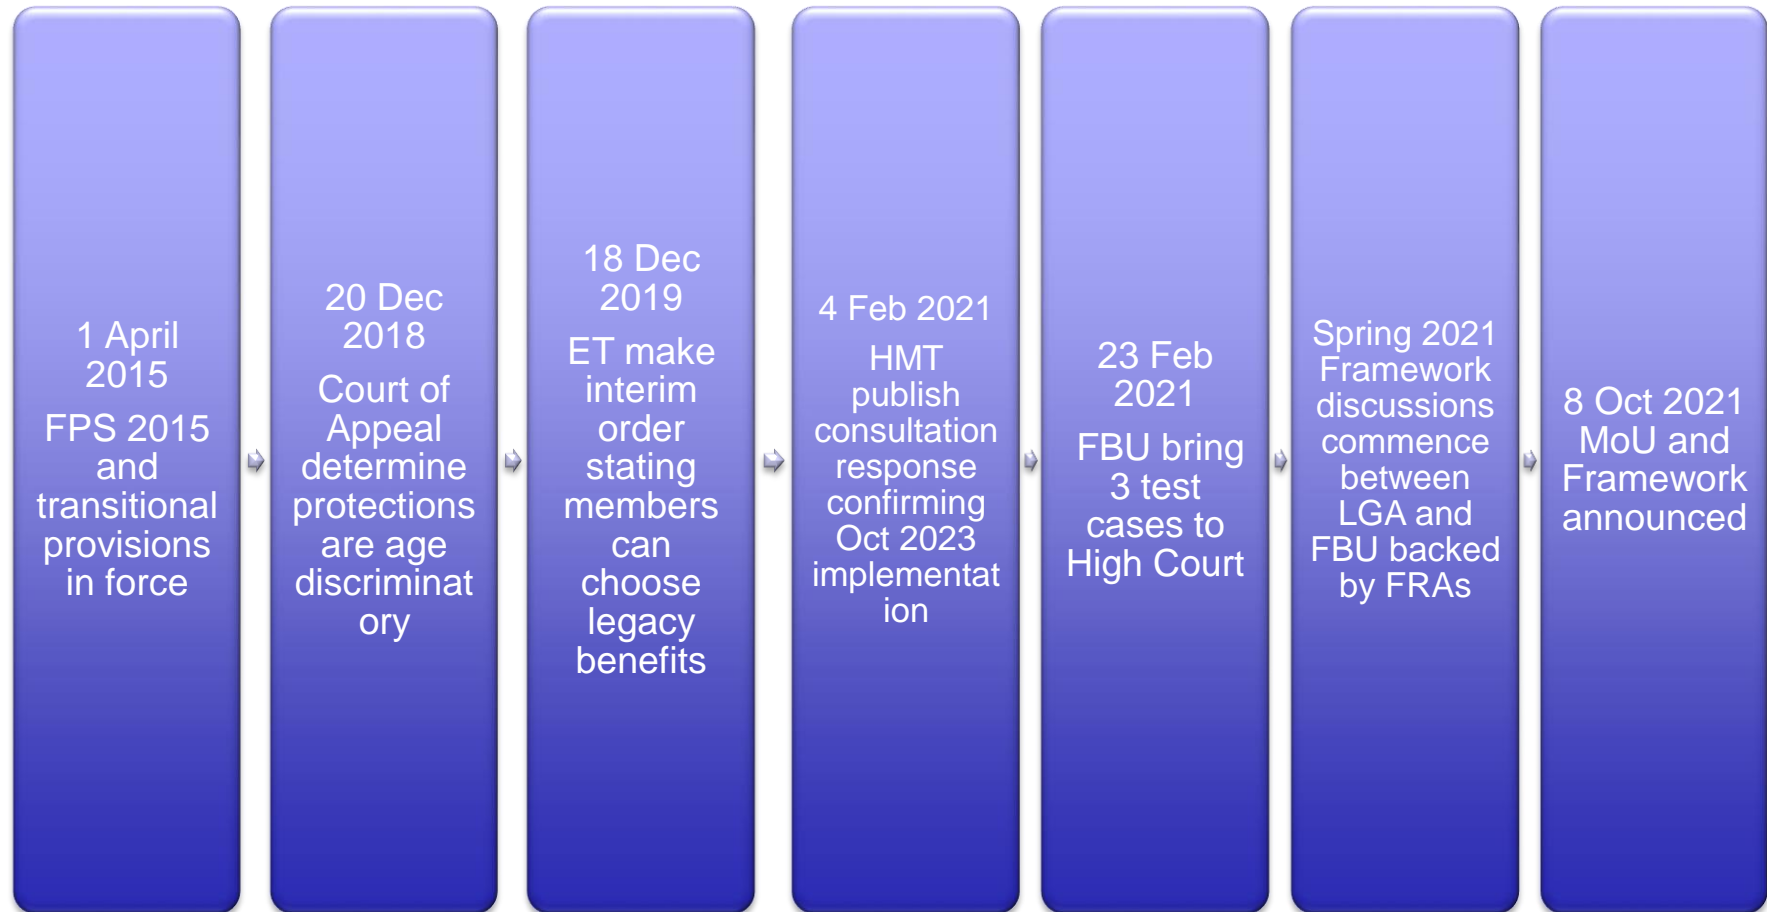 1 April
2015
FPS 2015
and
transitional
provisions
in force
20 Dec
2018
Court of
Appeal
determine
protections
are age
discriminat
ory
18 Dec
2019
ET make
interim
order
stating
members
can
choose
legacy
benefits
4 Feb 2021
HMT
publish
consultation
response
confirming
Oct 2023
implementat
ion
23 Feb
2021
FBU bring
3 test
cases to
High Court
Spring 2021
Framework
discussions
commence
between
LGA and
FBU backed
by FRAs
8 Oct 2021
MoU and
Framework
announced